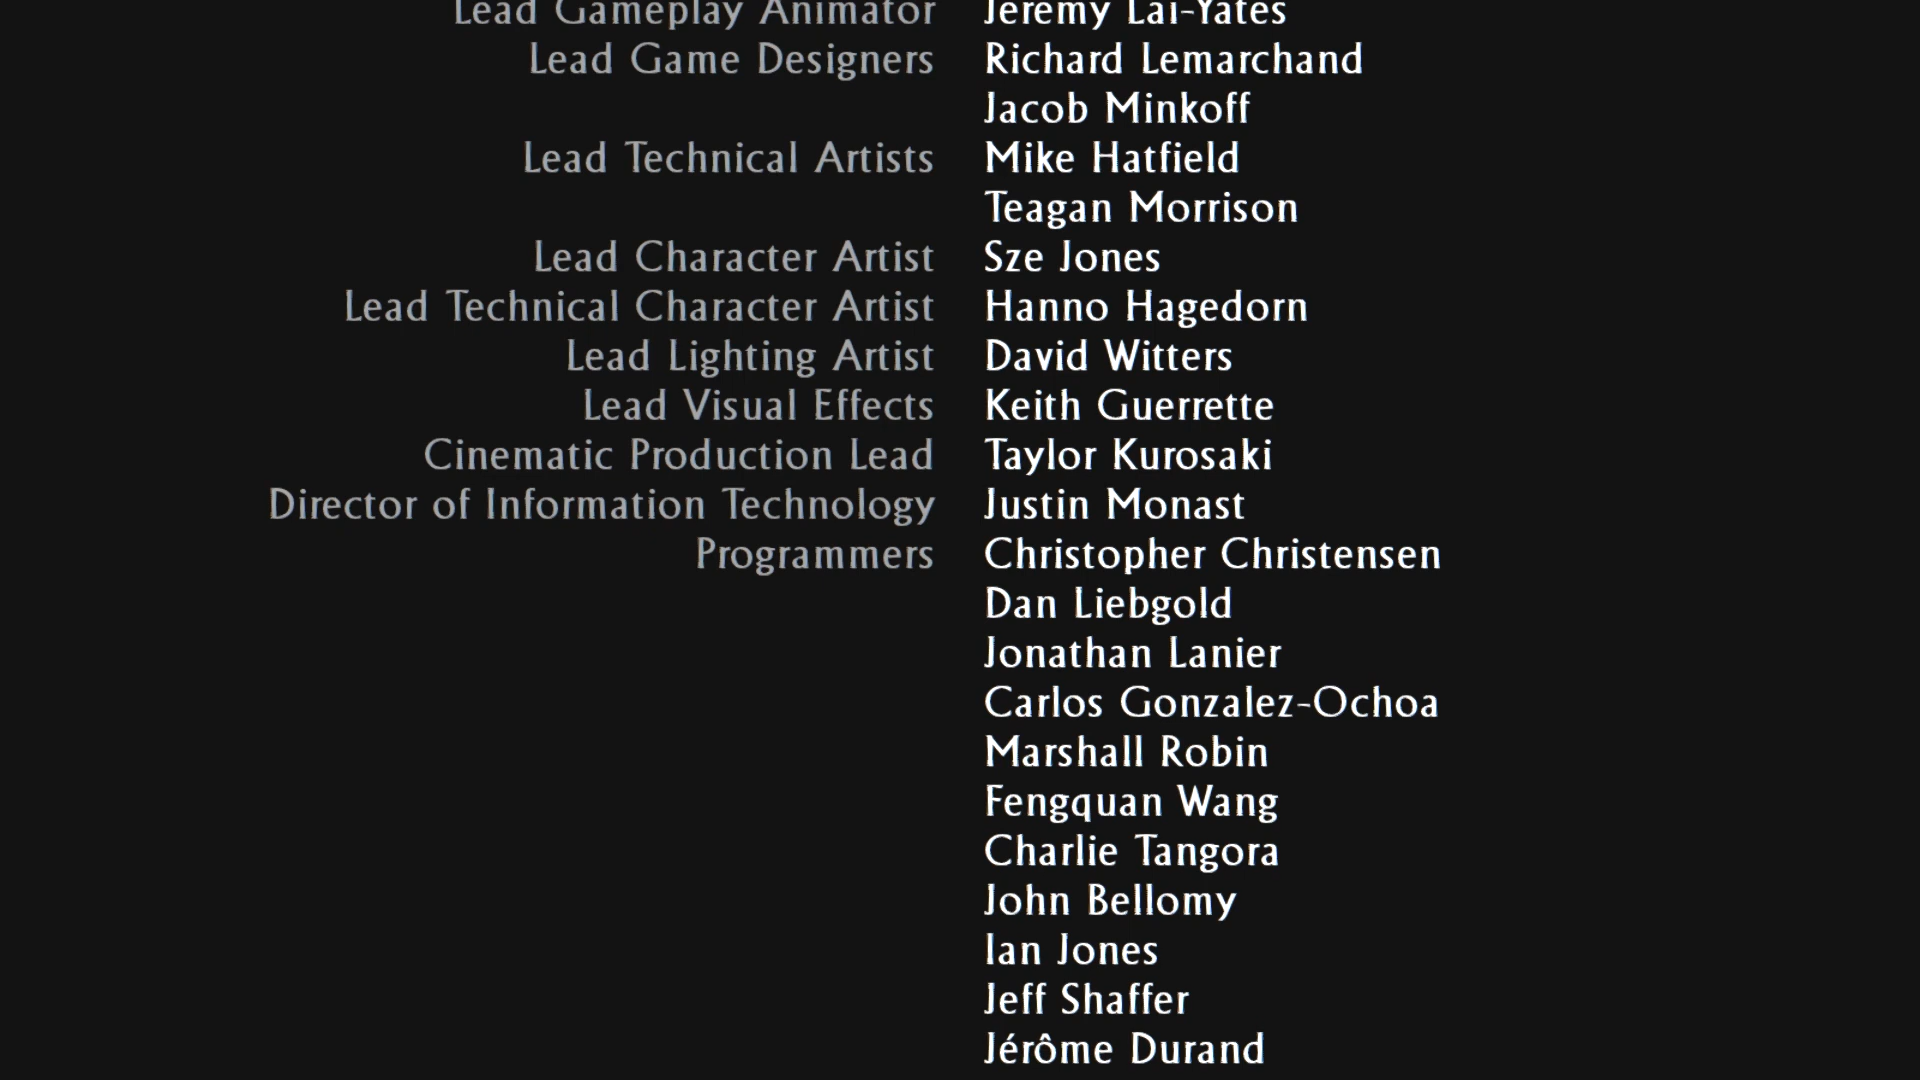 Lead Gameplay Animator Jeremy Lai-Yates
Lead Game Designers Richard Lemarchand
Jacob Minkoff
Lead Technical Artists Mike Hatfield
Teagan Morrison
Lead Character Artist Sze Jones
Lead Technical Character Artist Hanno Hagedorn
Lead Lighting Artist David Witters
Lead Visual Effects Keith Guerrette
Cinematic Production Lead Taylor Kurosaki
Director of Information Technology Justin Monast
Programmers Christopher Christensen
Dan Liebgold
Jonathan Lanier
Carlos Gonzalez-Ochoa
Marshall Robin
Fengquan Wang
Charlie Tangora
John Bellomy
Ian Jones
Jeff Shaffer
Jérôme Durand